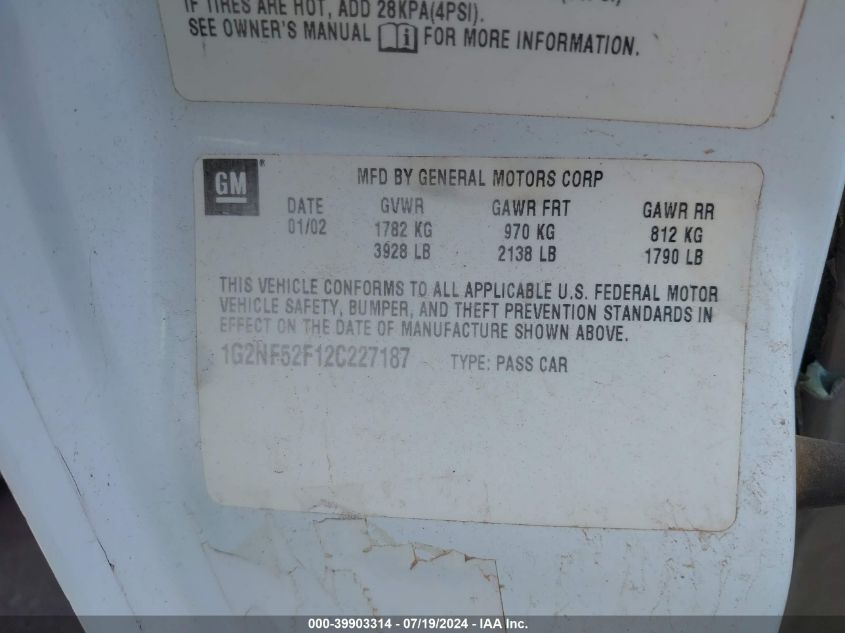 IF TIRES ARE HOT, ADD 28KPA(4PSI).
SEE OWNER'S MANUAL FOR MORE INFORMATION.
GM
MFD BY GENERAL MOTORS CORP
DATE GVWR GAWR FRT GAWR RR
01/02 1782 KG 970 KG 812 KG
3928 LB 2138 LB 1790 LB
THIS VEHICLE CONFORMS TO ALL APPLICABLE U.S. FEDERAL MOTOR
VEHICLE SAFETY, BUMPER, AND THEFT PREVENTION STANDARDS IN
EFFECT ON THE DATE OF MANUFACTURE SHOWN ABOVE.
1G2NF52F12C227187 TYPE: PASS CAR
000-39903314 - 07/19/2024 - IAA Inc.